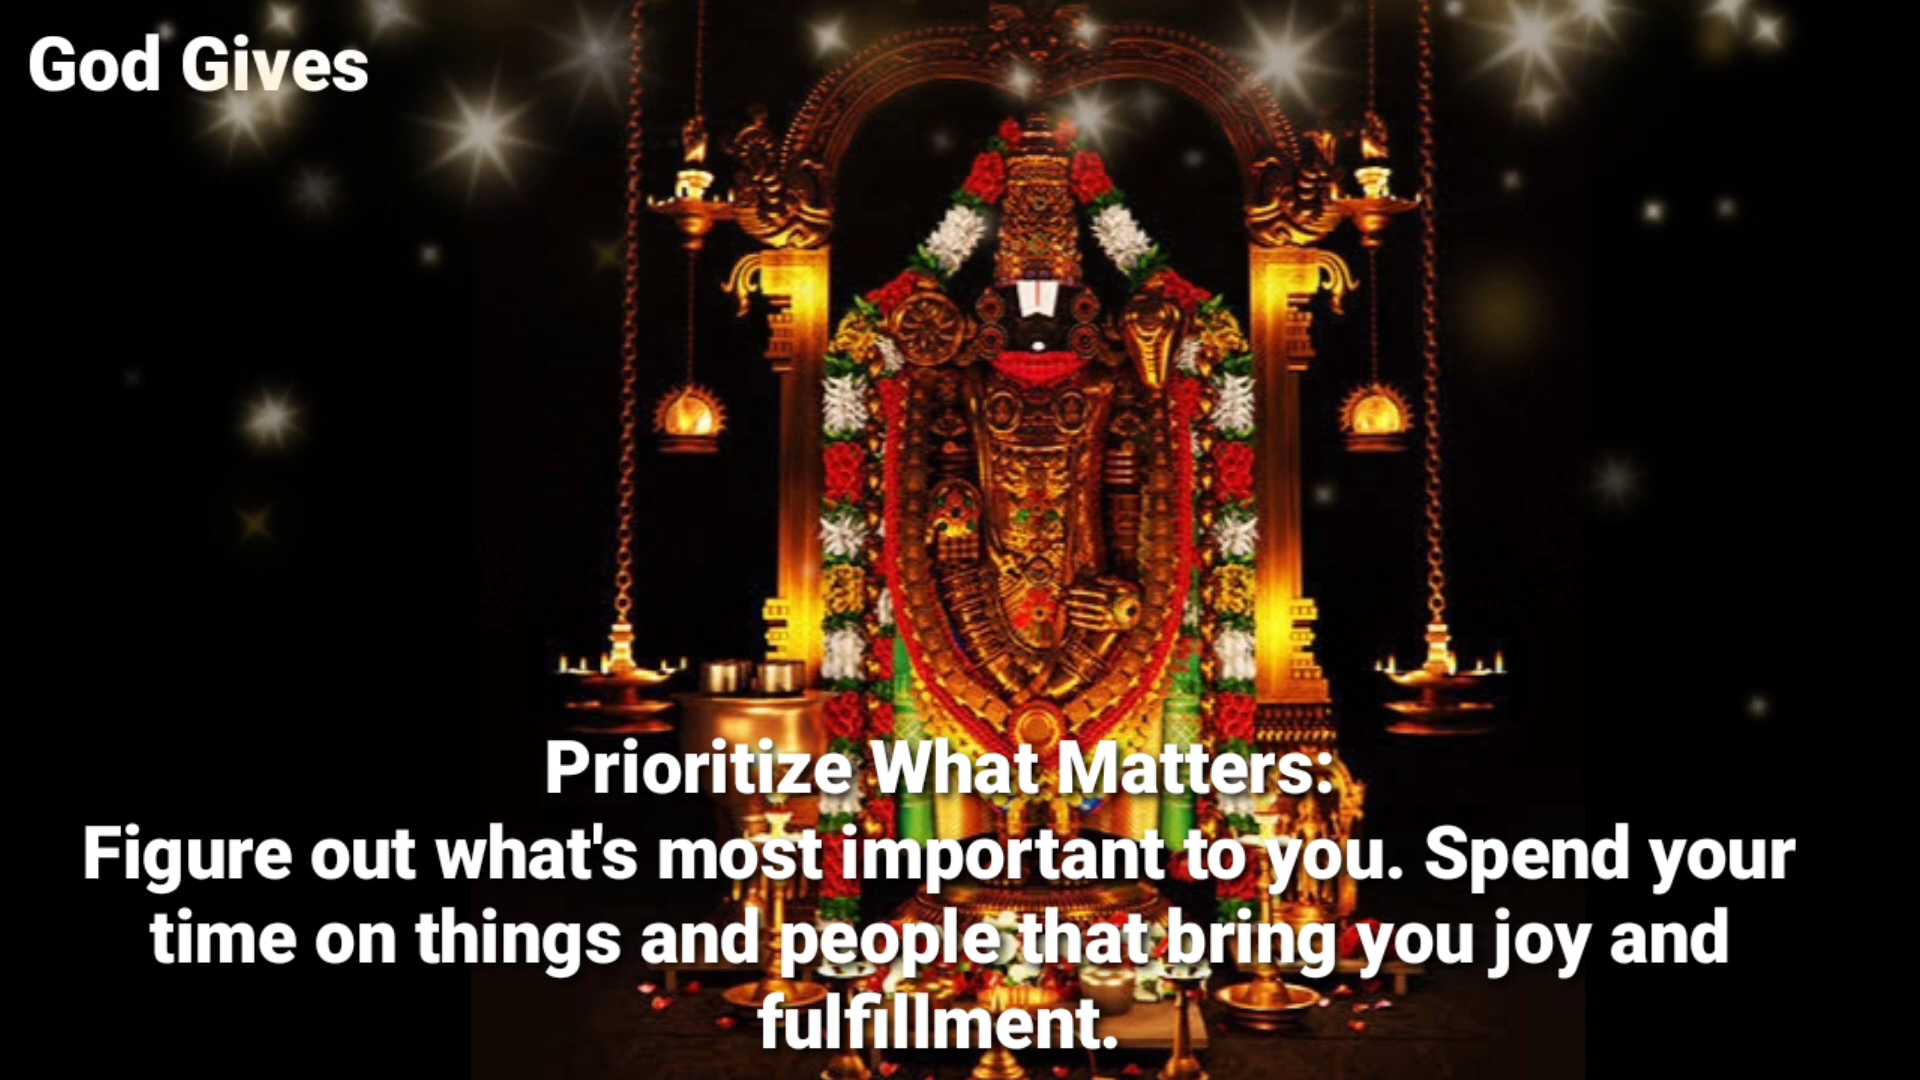 God Gives
Prioritize What Matters:
Figure out what's most important to you. Spend your
time on things and people that bring you joy and
fulfillment.